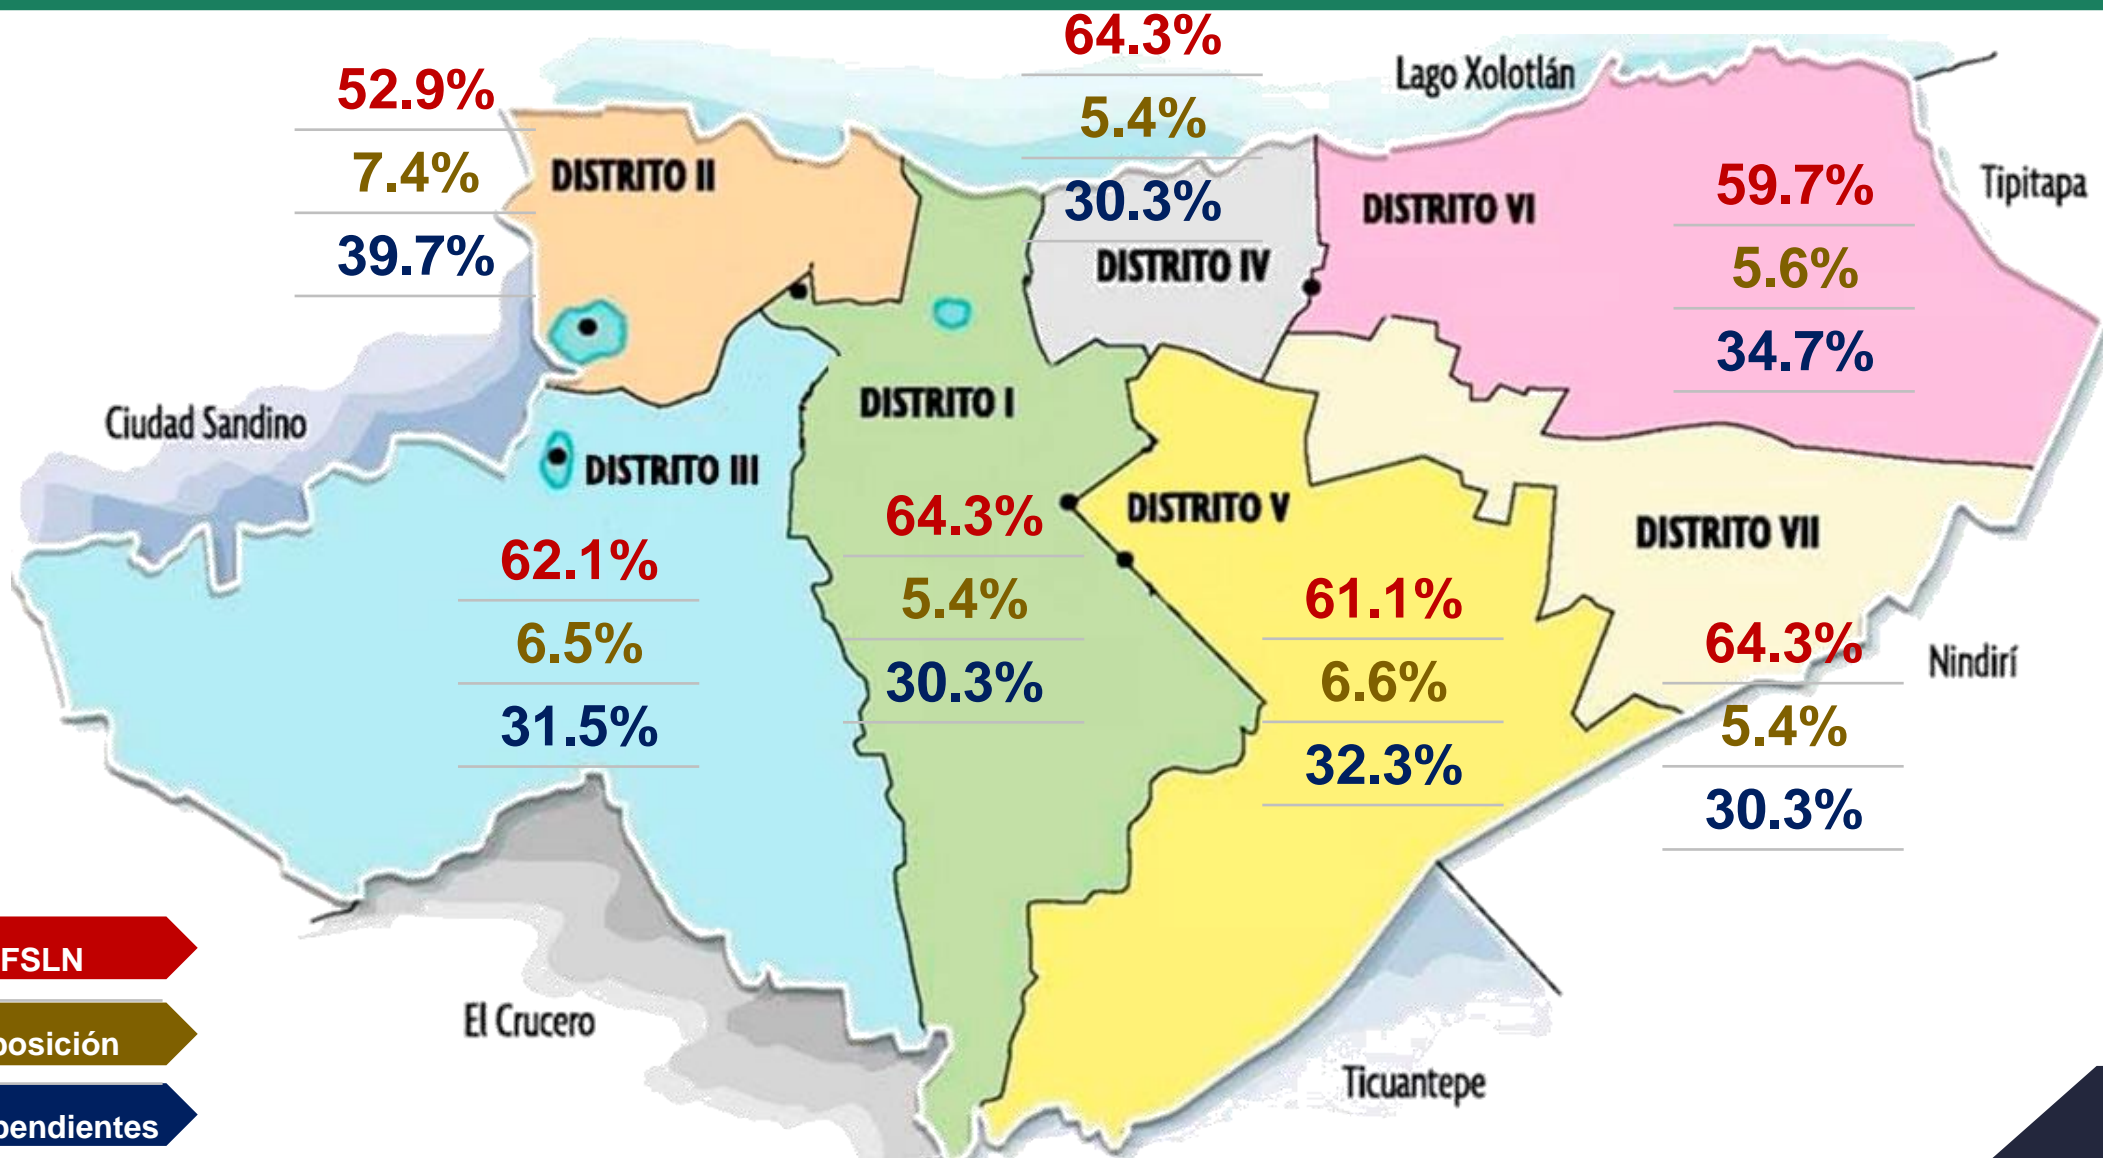 64.3%
5.4%
30.3%
52.9%
7.4%
39.7%
Lago Xolotlán
DISTRITO II
DISTRITO IV
DISTRITO VI
59.7%
5.6%
34.7%
Tipitapa
Ciudad Sandino
DISTRITO III
62.1%
6.5%
31.5%
DISTRITO I
64.3%
5.4%
30.3%
DISTRITO V
61.1%
6.6%
32.3%
DISTRITO VII
64.3%
5.4%
30.3%
Nindirí
El Crucero
Ticuantepe
FSLN
posición
pendientes